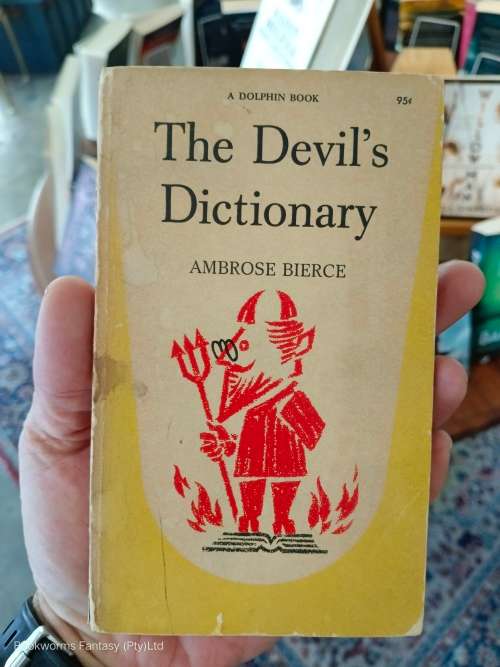 A DOLPHIN BOOK
95¢
The Devil's
Dictionary
AMBROSE BIERCE
Bookworms Fantasy (Pty)Ltd